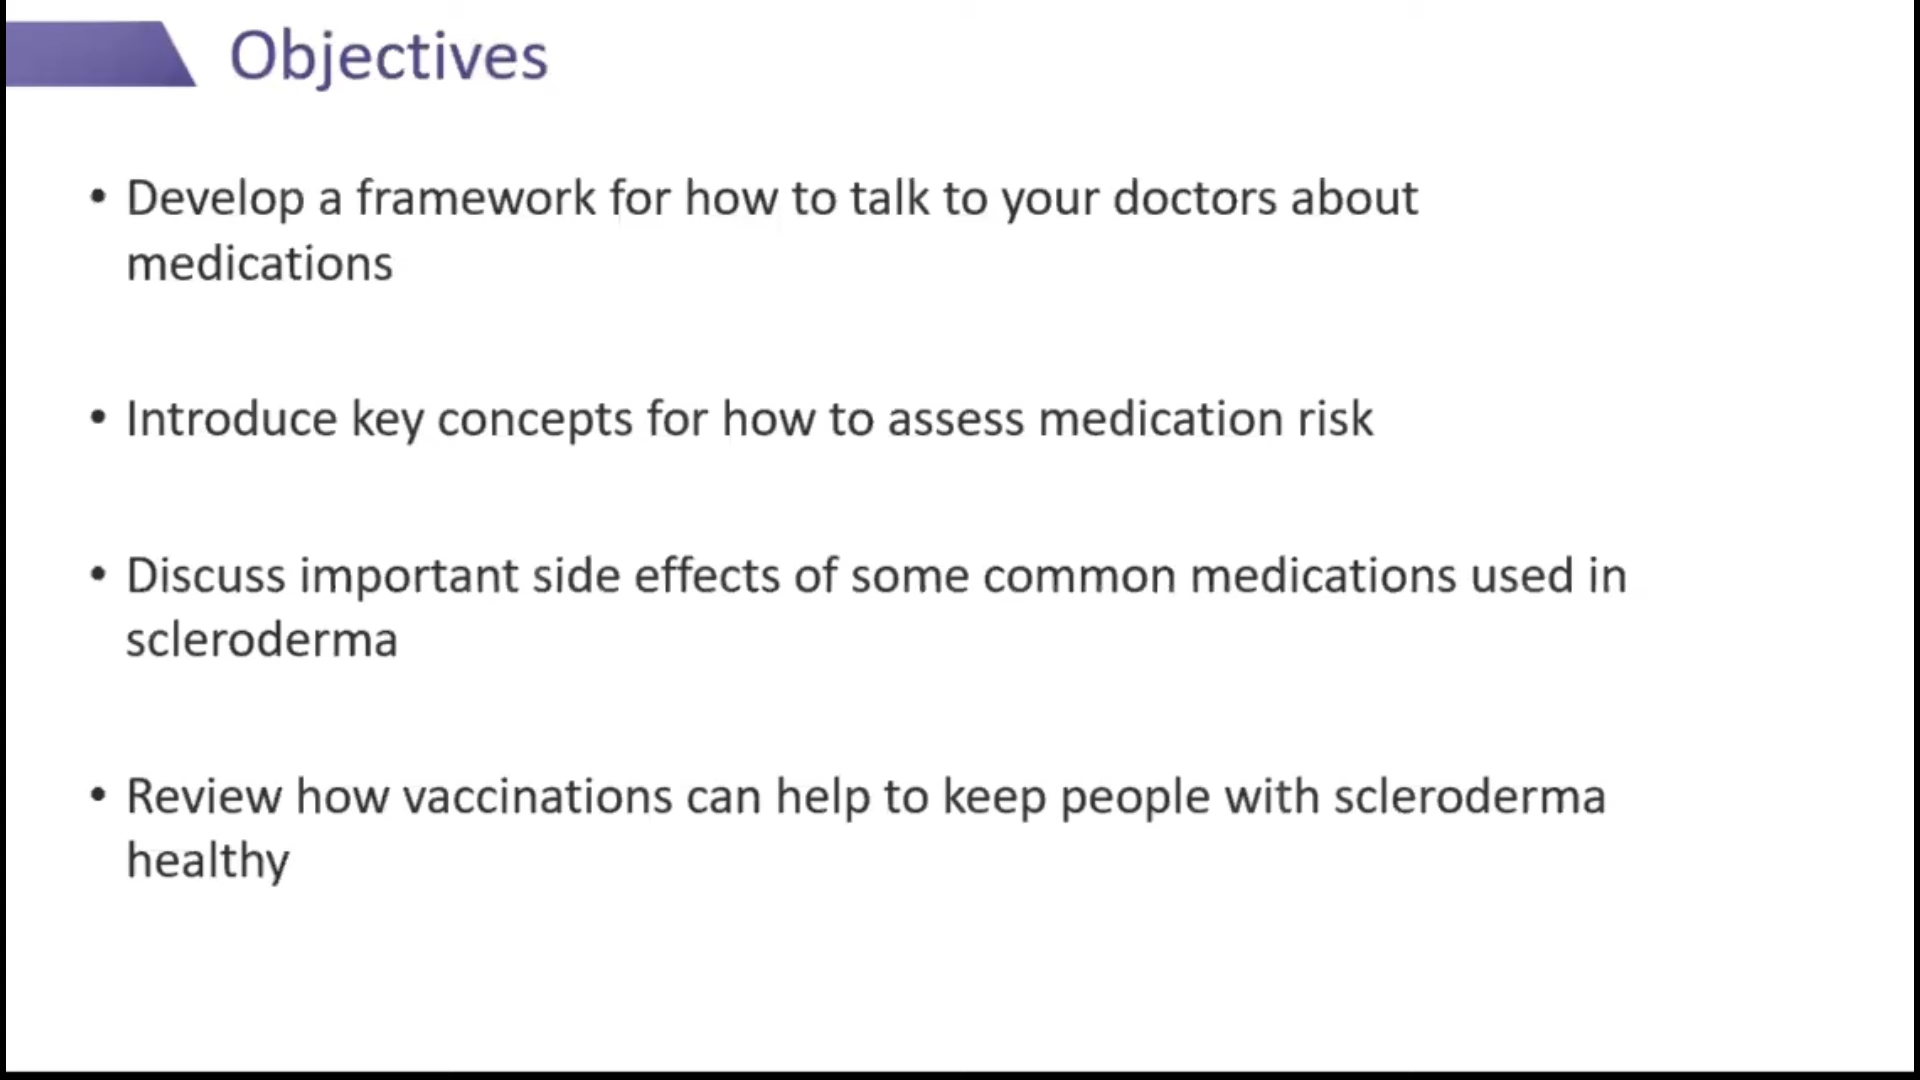 Objectives
• Develop a framework for how to talk to your doctors about
medications
• Introduce key concepts for how to assess medication risk
• Discuss important side effects of some common medications used in
scleroderma
• Review how vaccinations can help to keep people with scleroderma
healthy